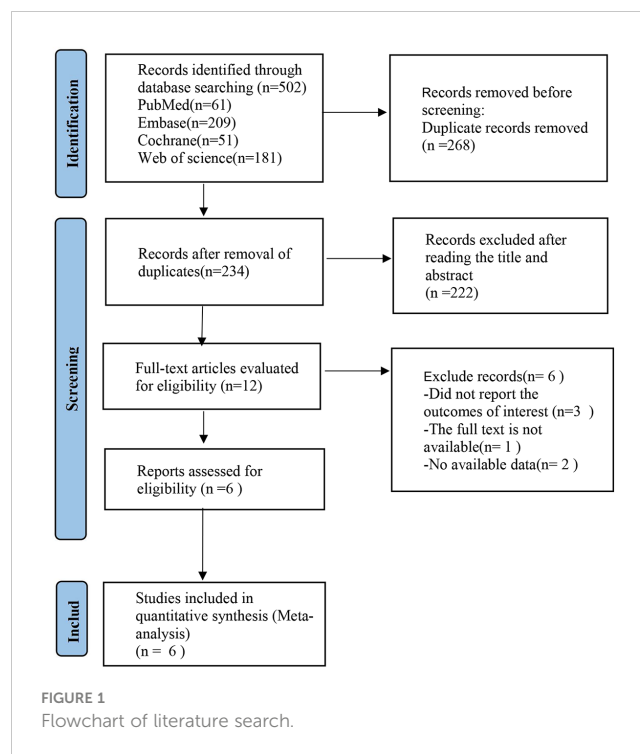 Identification
Records identified through
database searching (n=502)
PubMed(n=61)
Embase(n=209)
Cochrane(n=51)
Web of science(n=181)
Records removed before
screening:
Duplicate records removed
(n =268)
Screening
Records after removal of
duplicates(n=234)
Records excluded after
reading the title and
abstract
(n =222)
Full-text articles evaluated
for eligibility (n=12)
Exclude records(n= 6 )
-Did not report the
outcomes of interest (n=3 )
-The full text is not
available(n= 1 )
-No available data(n= 2 )
Reports assessed for
eligibility (n =6 )
Includ
Studies included in
quantitative synthesis (Meta-
analysis)
(n = 6 )
FIGURE 1
Flowchart of literature search.